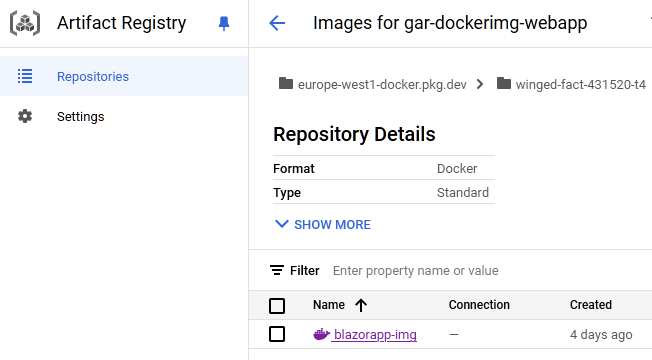 Artifact Registry
Images for gar-dockerimg-webapp
Repositories
Settings
europe-west1-docker.pkg.dev
winged-fact-431520-t4
Repository Details
Format Docker
Type Standard
SHOW MORE
Filter Enter property name or value
Name Connection Created
blazorapp-img — 4 days ago